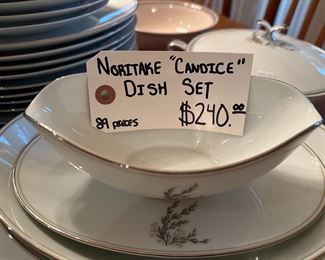 NORITAKE "CANDICE"
DISH SET
89 PIECES $240.00